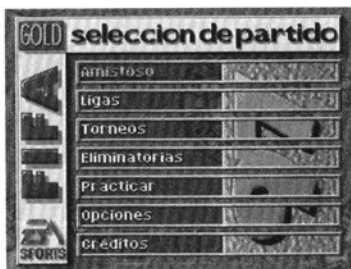 GOLD seleccion de partido
Amistoso
Ligas
Torneos
Eliminatorias
Practicar
Opciones
Créditos
FIFA
EA
SPORTS